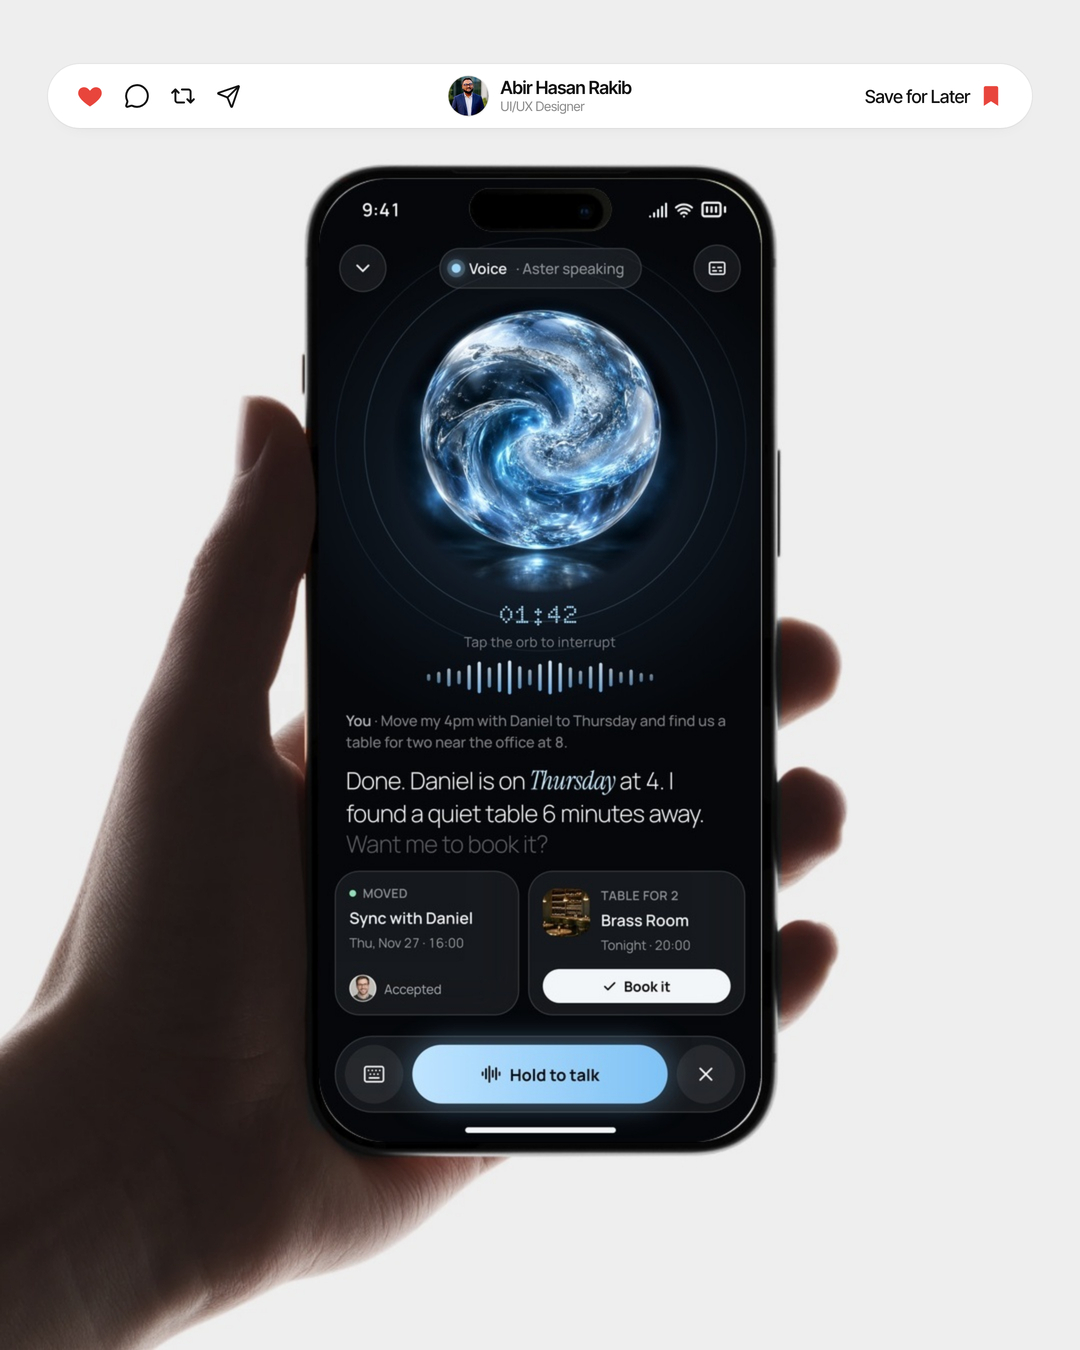 Abir Hasan Rakib
UI/UX Designer
Save for Later
9:41
Voice · Aster speaking
01:42
Tap the orb to interrupt
You · Move my 4pm with Daniel to Thursday and find us a
table for two near the office at 8.
Done. Daniel is on Thursday at 4. I
found a quiet table 6 minutes away.
Want me to book it?
MOVED
Sync with Daniel
Thu, Nov 27 · 16:00
Accepted
TABLE FOR 2
Brass Room
Tonight · 20:00
Book it
Hold to talk